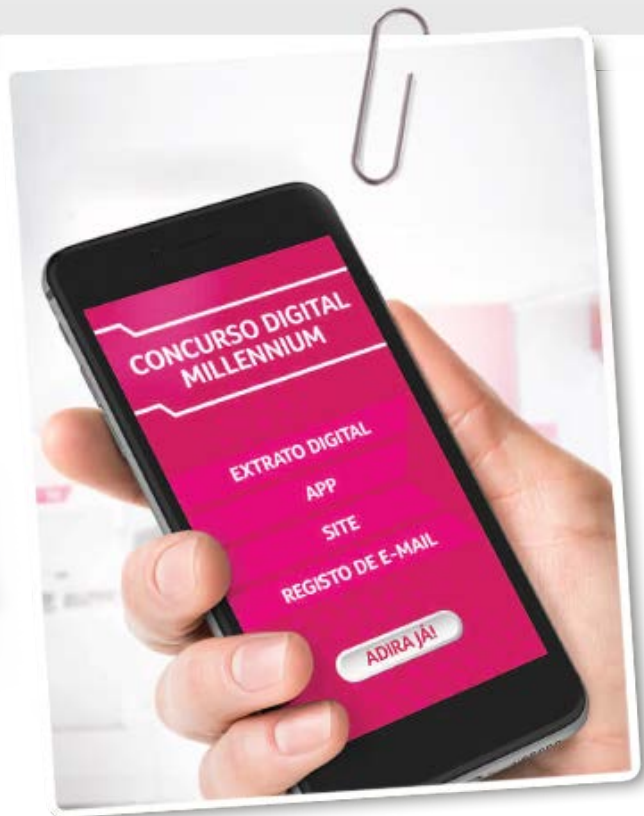 CONCURSO DIGITAL
MILLENNIUM
EXTRATO DIGITAL
APP
SITE
REGISTO DE E-MAIL
ADIRA JÁ!